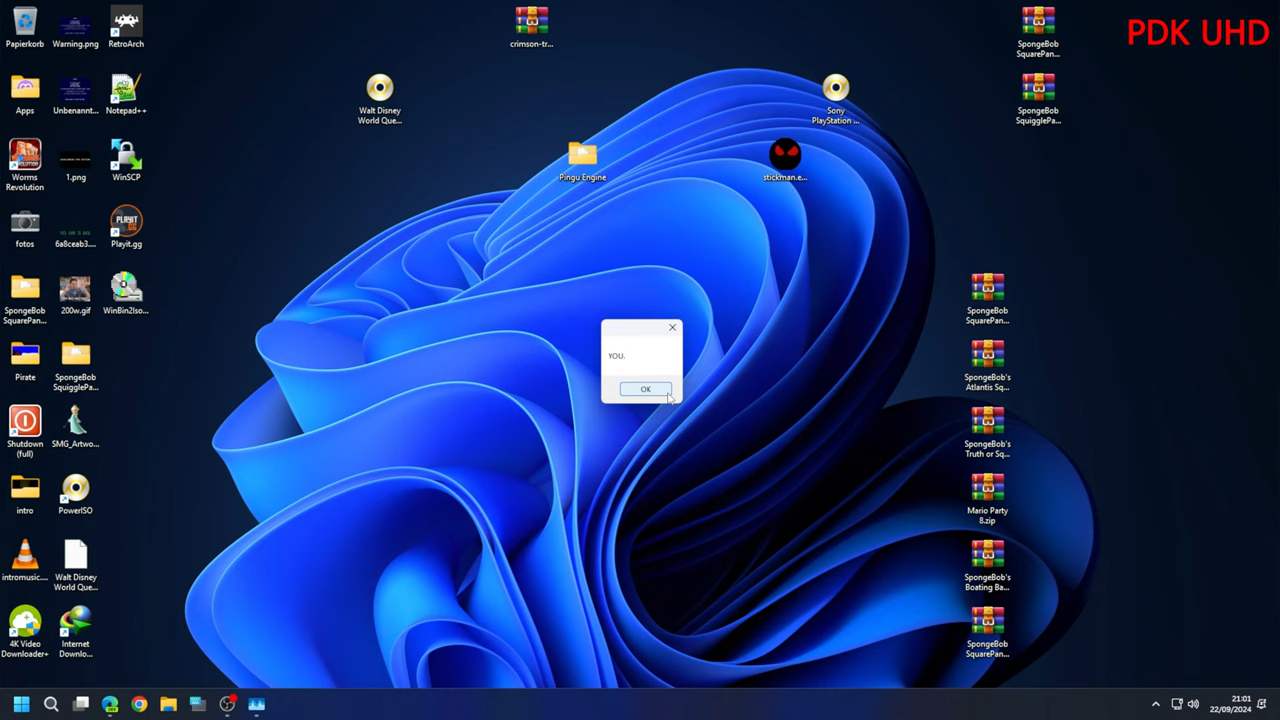 Papierkorb
Warning.png
RetroArch
crimson-tr...
SpongeBob
SquarePan...
PDK UHD
Apps
Unbenannt...
Notepad++
Walt Disney
World Que...
Sony
PlayStation ...
SpongeBob
SquigglePa...
Worms
Revolution
1.png
WinSCP
Pingu Engine
stickman.e...
fotos
6a8ceab3....
PLAYIT
GG
Playit.gg
SpongeBob
SquarePan...
200w.gif
WinBin2Iso...
SpongeBob
SquarePan...
YOU.
OK
Pirate
SpongeBob
SquigglePa...
SpongeBob's
Atlantis Sq...
Shutdown
(full)
SMG_Artwo...
SpongeBob's
Truth or Sq...
intro
PowerISO
Mario Party
8.zip
intromusic....
Walt Disney
World Que...
SpongeBob's
Boating Ba...
4K Video
Downloader+
Internet
Downlo...
SpongeBob
SquarePan...
21:01
22/09/2024